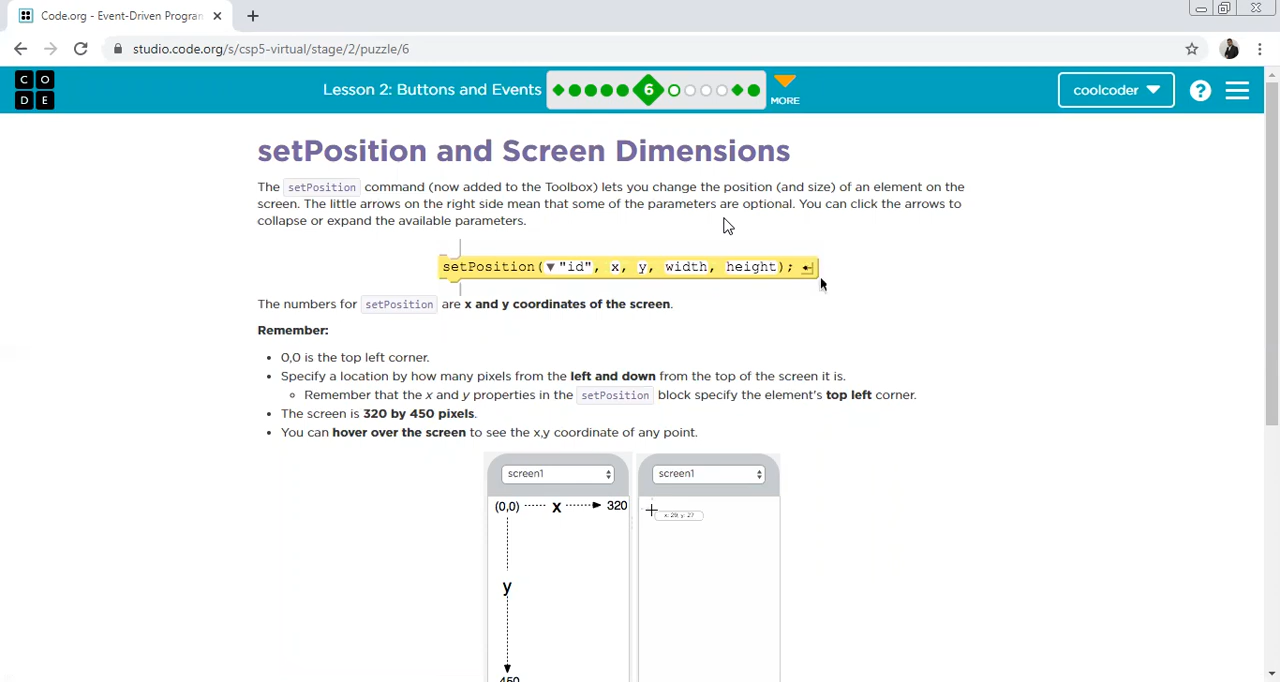 Code.org - Event-Driven Program
studio.code.org/s/csp5-virtual/stage/2/puzzle/6
C O
D E
Lesson 2: Buttons and Events
6
MORE
coolcoder
?
setPosition and Screen Dimensions
The setPosition command (now added to the Toolbox) lets you change the position (and size) of an element on the
screen. The little arrows on the right side mean that some of the parameters are optional. You can click the arrows to
collapse or expand the available parameters.
setPosition(▼"id", x, y, width, height);
The numbers for setPosition are x and y coordinates of the screen.
Remember:
0,0 is the top left corner.
Specify a location by how many pixels from the left and down from the top of the screen it is.
Remember that the x and y properties in the setPosition block specify the element's top left corner.
The screen is 320 by 450 pixels.
You can hover over the screen to see the x,y coordinate of any point.
screen1 screen1
(0,0) X 320
x: 29, y: 27
y
450